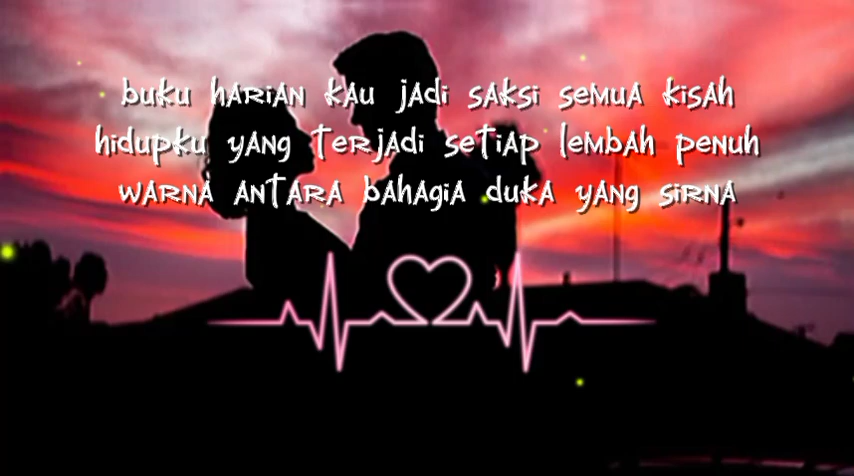 buku harian kau jadi saksi semua kisah
hidupku yang terjadi setiap lembah penuh
warna antara bahagia duka yang sirna